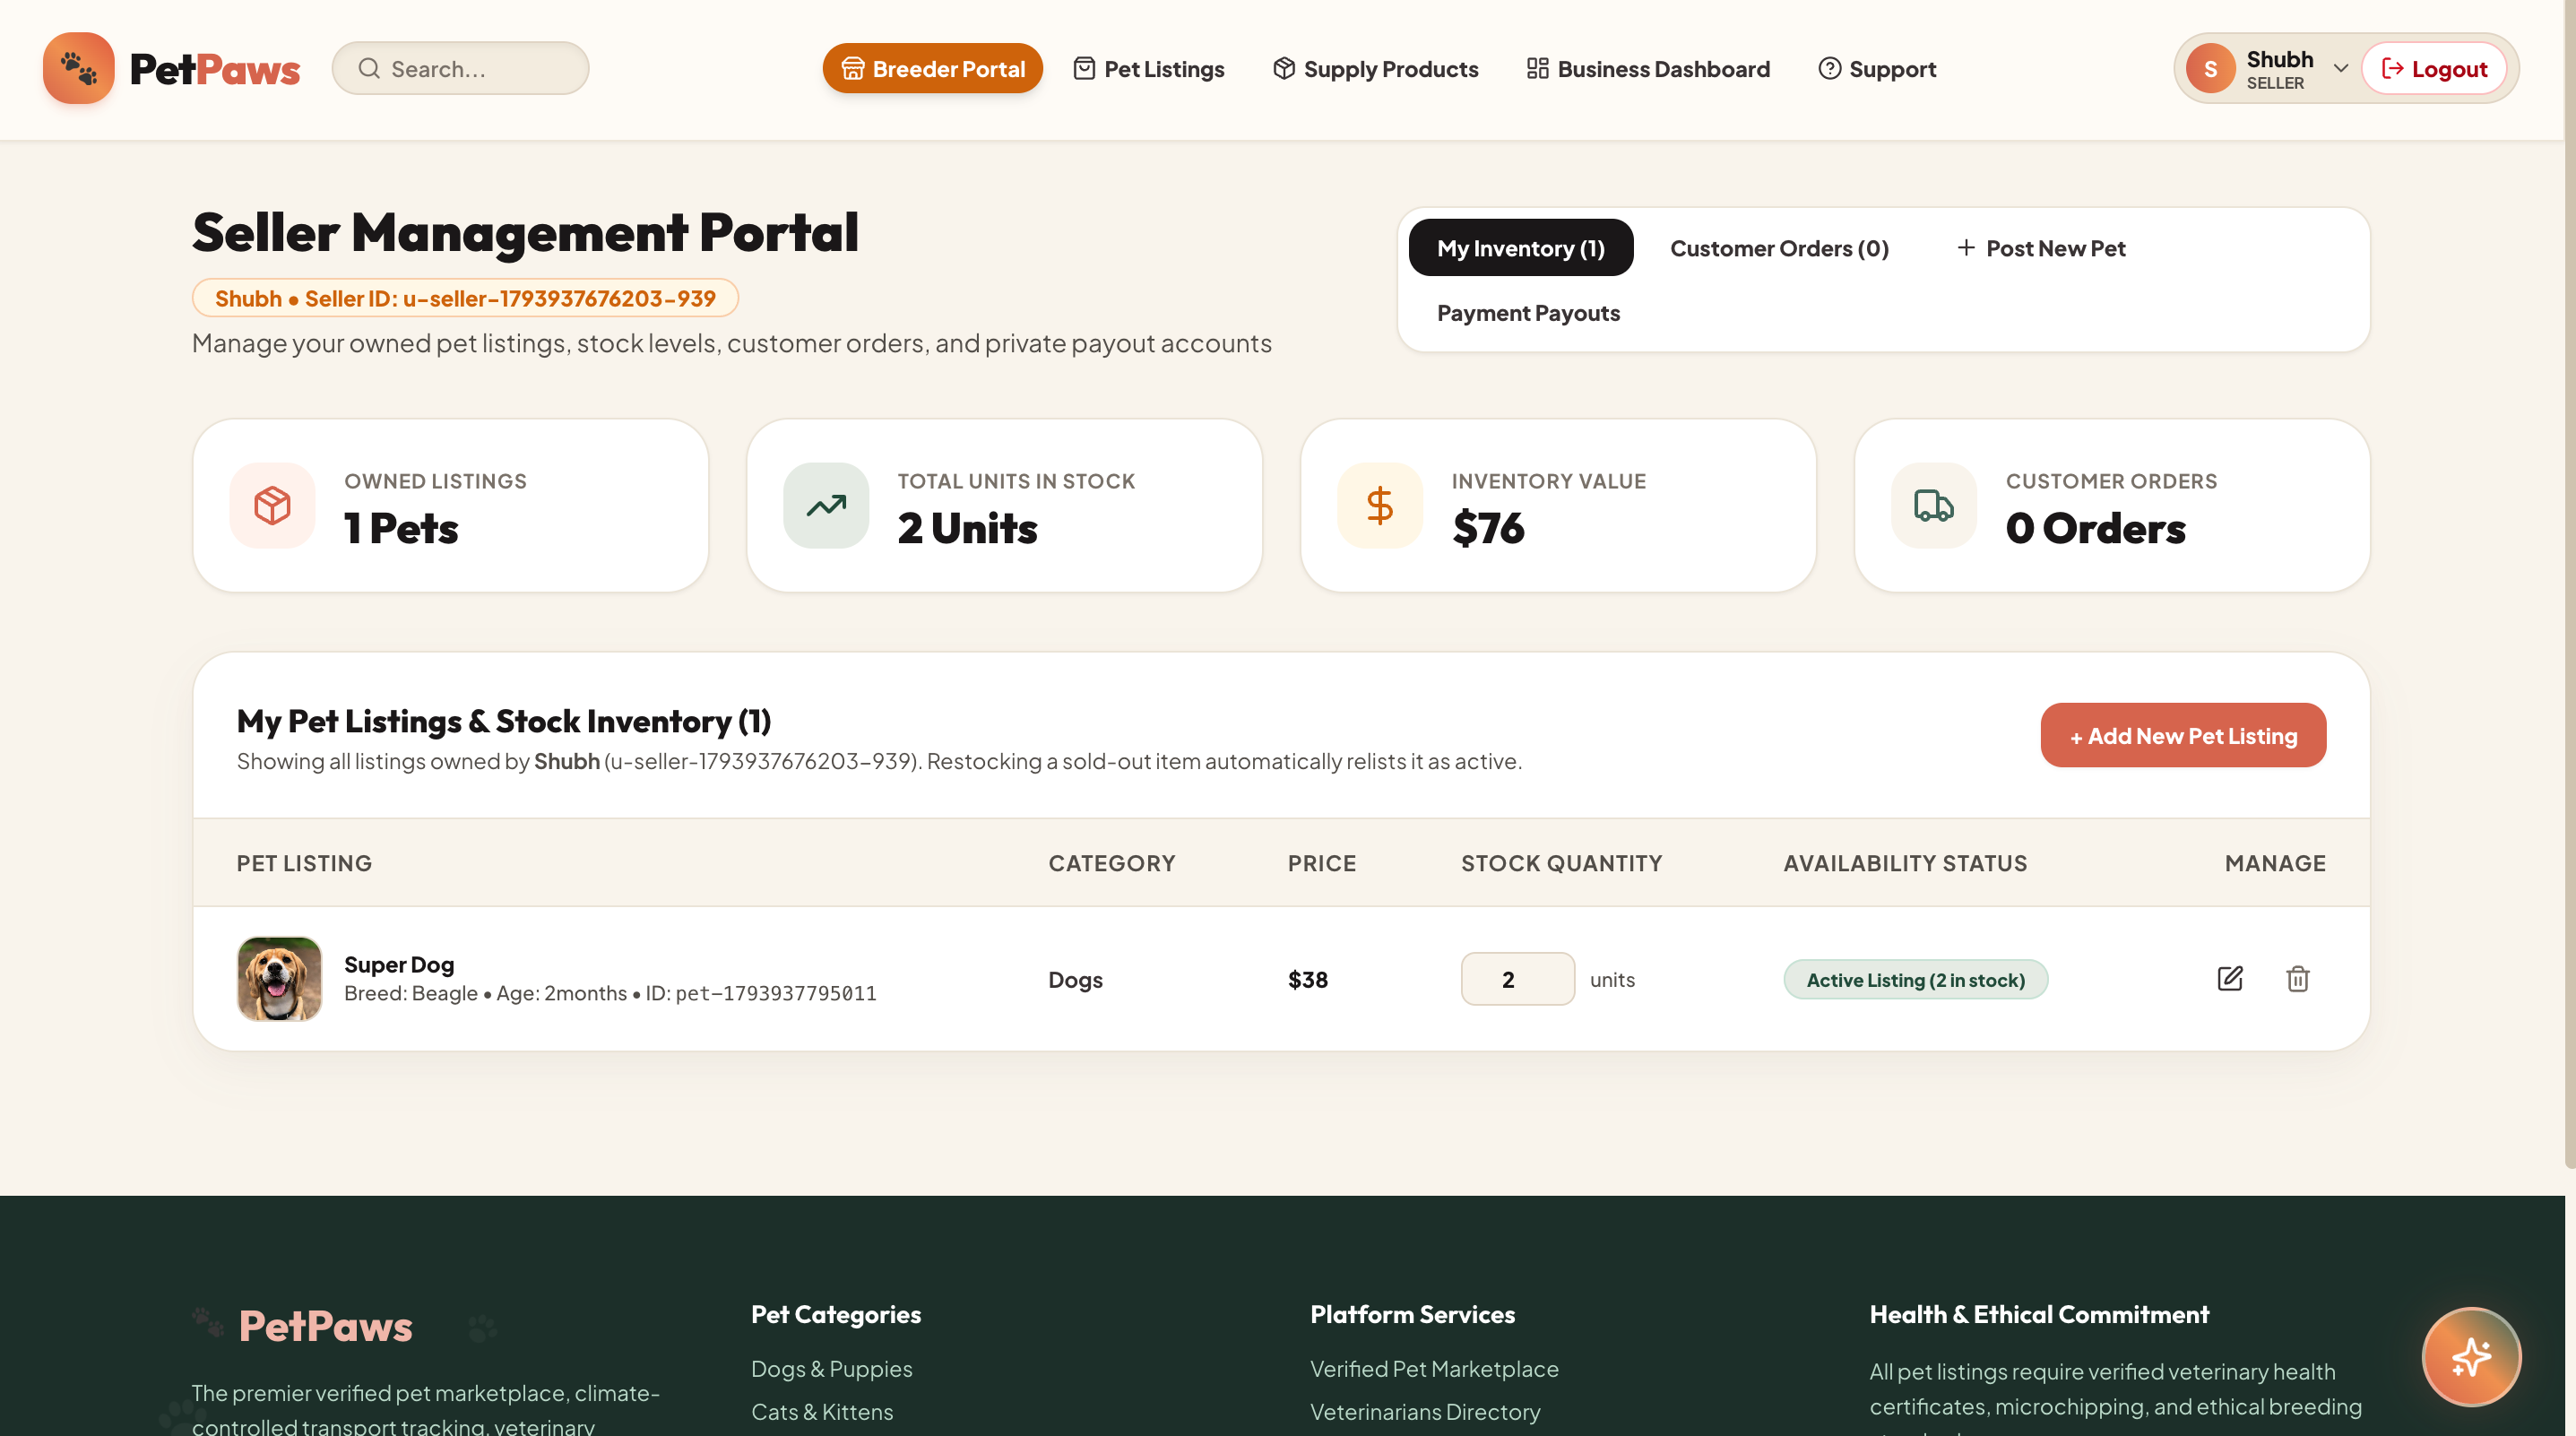 PetPaws
Search...
Breeder Portal
Pet Listings
Supply Products
Business Dashboard
Support
S
Shubh
SELLER
Logout
Seller Management Portal
Shubh • Seller ID: u-seller-1793937676203-939
Manage your owned pet listings, stock levels, customer orders, and private payout accounts
My Inventory (1)
Customer Orders (0)
+ Post New Pet
Payment Payouts
OWNED LISTINGS
1 Pets
TOTAL UNITS IN STOCK
2 Units
INVENTORY VALUE
$76
CUSTOMER ORDERS
0 Orders
My Pet Listings & Stock Inventory (1)
Showing all listings owned by Shubh (u-seller-1793937676203-939). Restocking a sold-out item automatically relists it as active.
+ Add New Pet Listing
PET LISTING
CATEGORY
PRICE
STOCK QUANTITY
AVAILABILITY STATUS
MANAGE
Super Dog
Breed: Beagle • Age: 2months • ID: pet-1793937795011
Dogs
$38
2
units
Active Listing (2 in stock)
PetPaws
The premier verified pet marketplace, climate-
controlled transport tracking, veterinary
Pet Categories
Dogs & Puppies
Cats & Kittens
Platform Services
Verified Pet Marketplace
Veterinarians Directory
Health & Ethical Commitment
All pet listings require verified veterinary health
certificates, microchipping, and ethical breeding